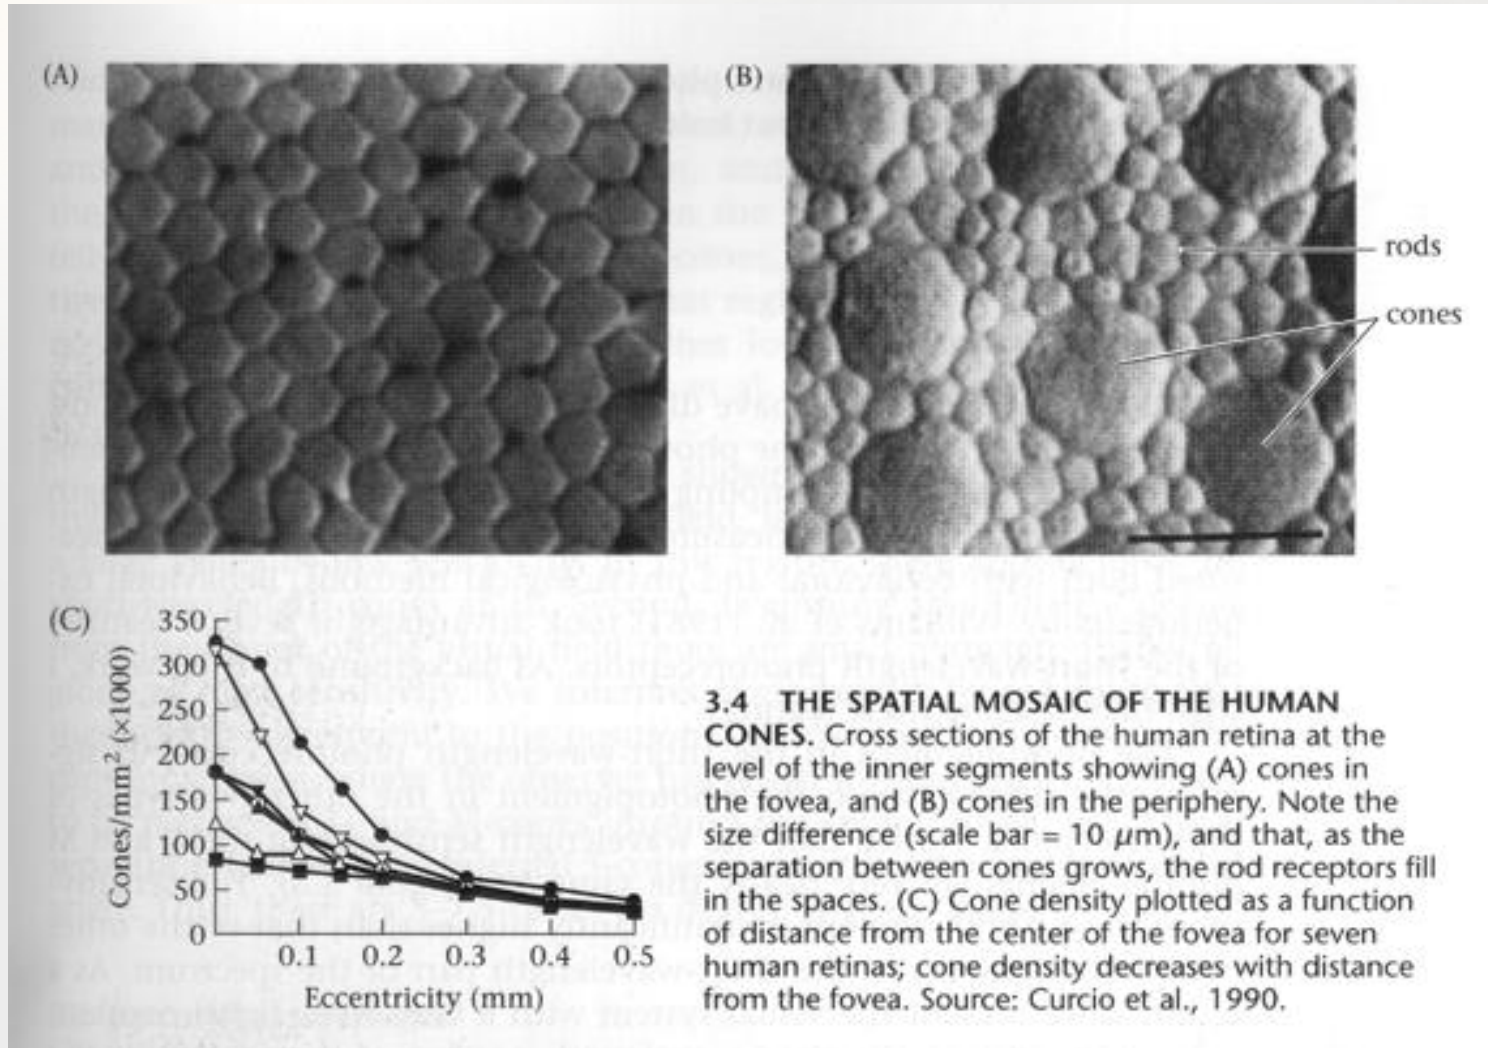 (A)
(B)
rods
cones
(C)
350
300
250
200
150
100
50
0
Cones/mm² (×1000)
0.1 0.2 0.3 0.4 0.5
Eccentricity (mm)
3.4 THE SPATIAL MOSAIC OF THE HUMAN
CONES. Cross sections of the human retina at the
level of the inner segments showing (A) cones in
the fovea, and (B) cones in the periphery. Note the
size difference (scale bar = 10 μm), and that, as the
separation between cones grows, the rod receptors fill
in the spaces. (C) Cone density plotted as a function
of distance from the center of the fovea for seven
human retinas; cone density decreases with distance
from the fovea. Source: Curcio et al., 1990.